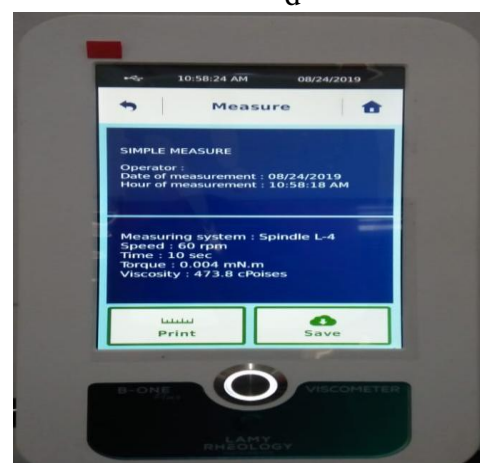 d
10:58:24 AM 08/24/2019
Measure
SIMPLE MEASURE
Operator :
Date of measurement : 08/24/2019
Hour of measurement : 10:58:18 AM
Measuring system : Spindle L-4
Speed : 60 rpm
Time : 10 sec
Torque : 0.004 mN.m
Viscosity : 473.8 cPoises
Print Save
B-ONE VISCOMETER
LAMY
RHEOLOGY